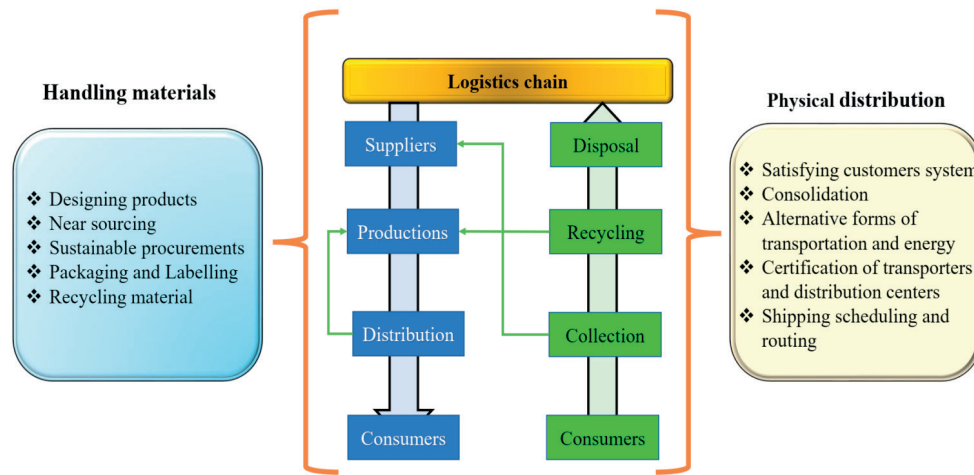 Handling materials
❖ Designing products
❖ Near sourcing
❖ Sustainable procurements
❖ Packaging and Labelling
❖ Recycling material
Logistics chain
Suppliers
Productions
Distribution
Consumers
Disposal
Recycling
Collection
Consumers
Physical distribution
❖ Satisfying customers system
❖ Consolidation
❖ Alternative forms of
transportation and energy
❖ Certification of transporters
and distribution centers
❖ Shipping scheduling and
routing